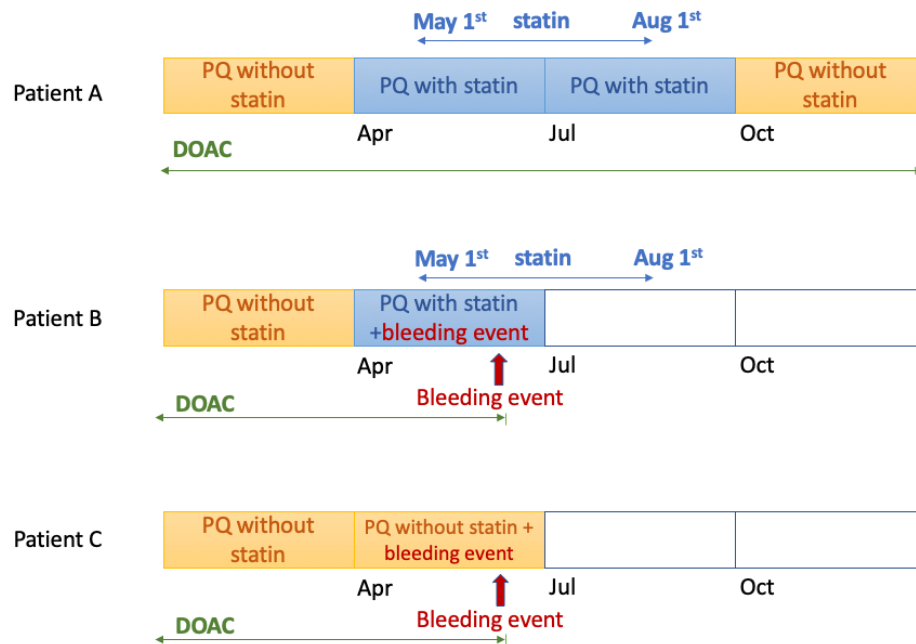 May 1st statin Aug 1st
Patient A
PQ without
statin
PQ with statin
PQ with statin
PQ without
statin
Apr
Jul
Oct
DOAC
May 1st statin Aug 1st
Patient B
PQ without
statin
PQ with statin
+bleeding event
Apr
Jul
Oct
Bleeding event
DOAC
Patient C
PQ without
statin
PQ without statin +
bleeding event
Apr
Jul
Oct
Bleeding event
DOAC